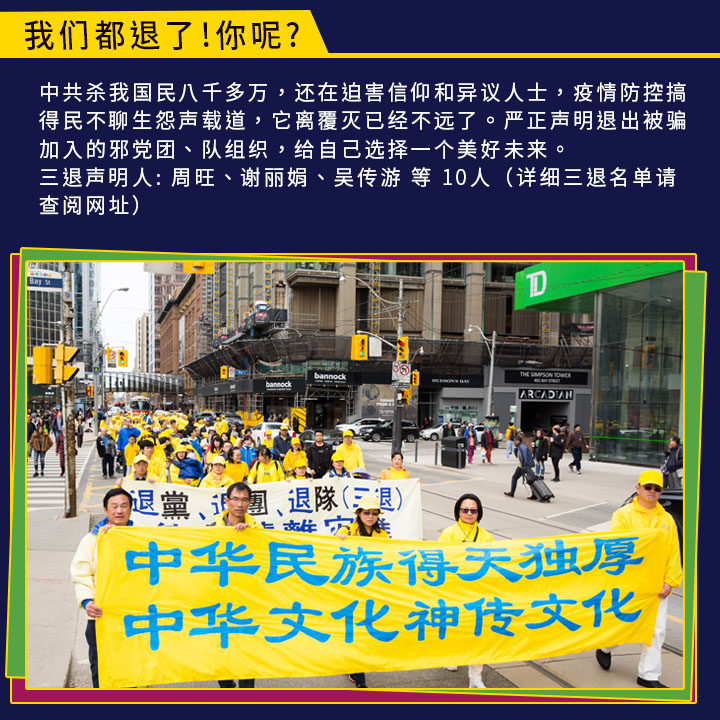 我们都退了!你呢?
中共杀我国民八千多万，还在迫害信仰和异议人士，疫情防控搞
得民不聊生怨声载道，它离覆灭已经不远了。严正声明退出被骗
加入的邪党团、队组织，给自己选择一个美好未来。
三退声明人: 周旺、谢丽娟、吴传游 等 10人（详细三退名单请
查阅网址）
Bay St
TD
bannock
bannock
HUDSON'S BAY
THE SIMPSON TOWER
401 BAY STREET
ARCADIAN
退黨、退團、退隊(三退)
中华民族得天独厚
中华文化神传文化